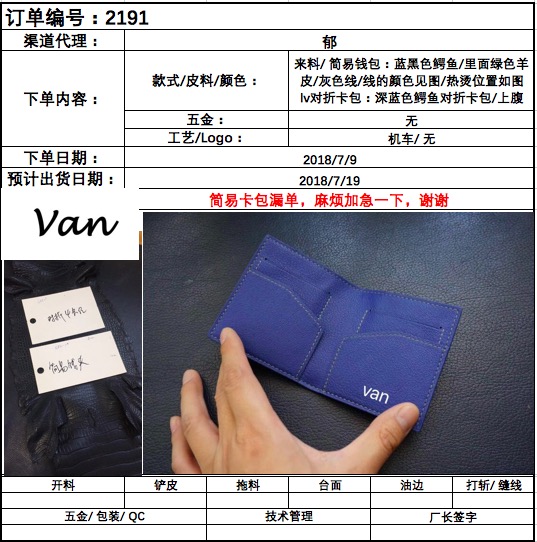 订单编号：2191
渠道代理：
郁
下单内容：
款式/皮料/颜色：
来料/ 简易钱包：蓝黑色鳄鱼/里面绿色羊
皮/灰色线/线的颜色见图/热烫位置如图
lv对折卡包：深蓝色鳄鱼对折卡包/上腹
五金：
无
工艺/Logo：
机车/ 无
下单日期：
2018/7/9
预计出货日期：
2018/7/19
简易卡包漏单，麻烦加急一下，谢谢
Van
对折卡包
简易钱夹
van
开料
铲皮
拖料
台面
油边
打斩/ 缝线
五金/ 包装/ QC
技术管理
厂长签字